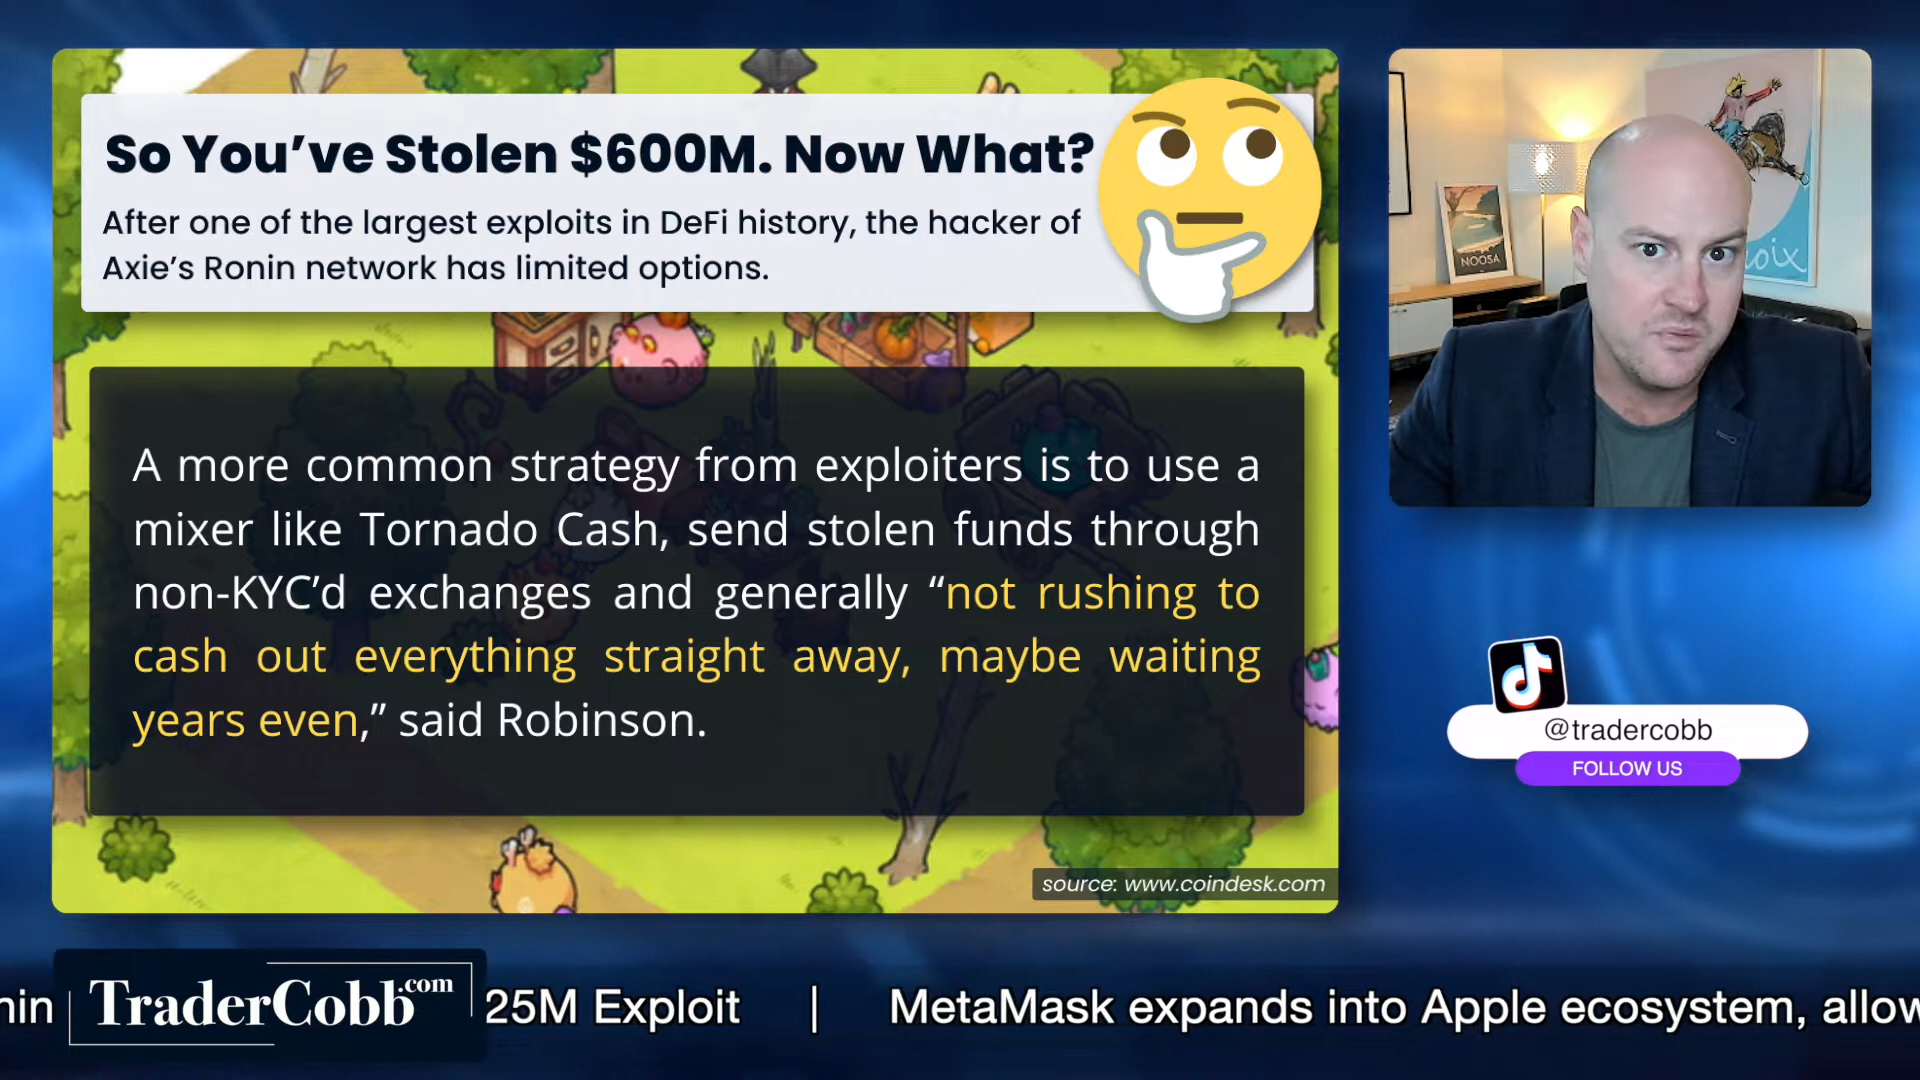 So You’ve Stolen $600M. Now What?
After one of the largest exploits in DeFi history, the hacker of
Axie’s Ronin network has limited options.
A more common strategy from exploiters is to use a
mixer like Tornado Cash, send stolen funds through
non-KYC’d exchanges and generally “not rushing to
cash out everything straight away, maybe waiting
years even,” said Robinson.
source: www.coindesk.com
NOOSA
oix
@tradercobb
FOLLOW US
TraderCobb.com
25M Exploit | MetaMask expands into Apple ecosystem, allow